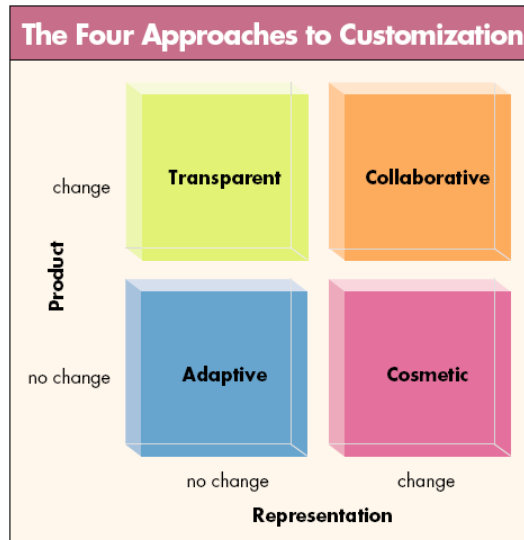 The Four Approaches to Customization
change
Transparent
Collaborative
Product
no change
Adaptive
Cosmetic
no change
change
Representation